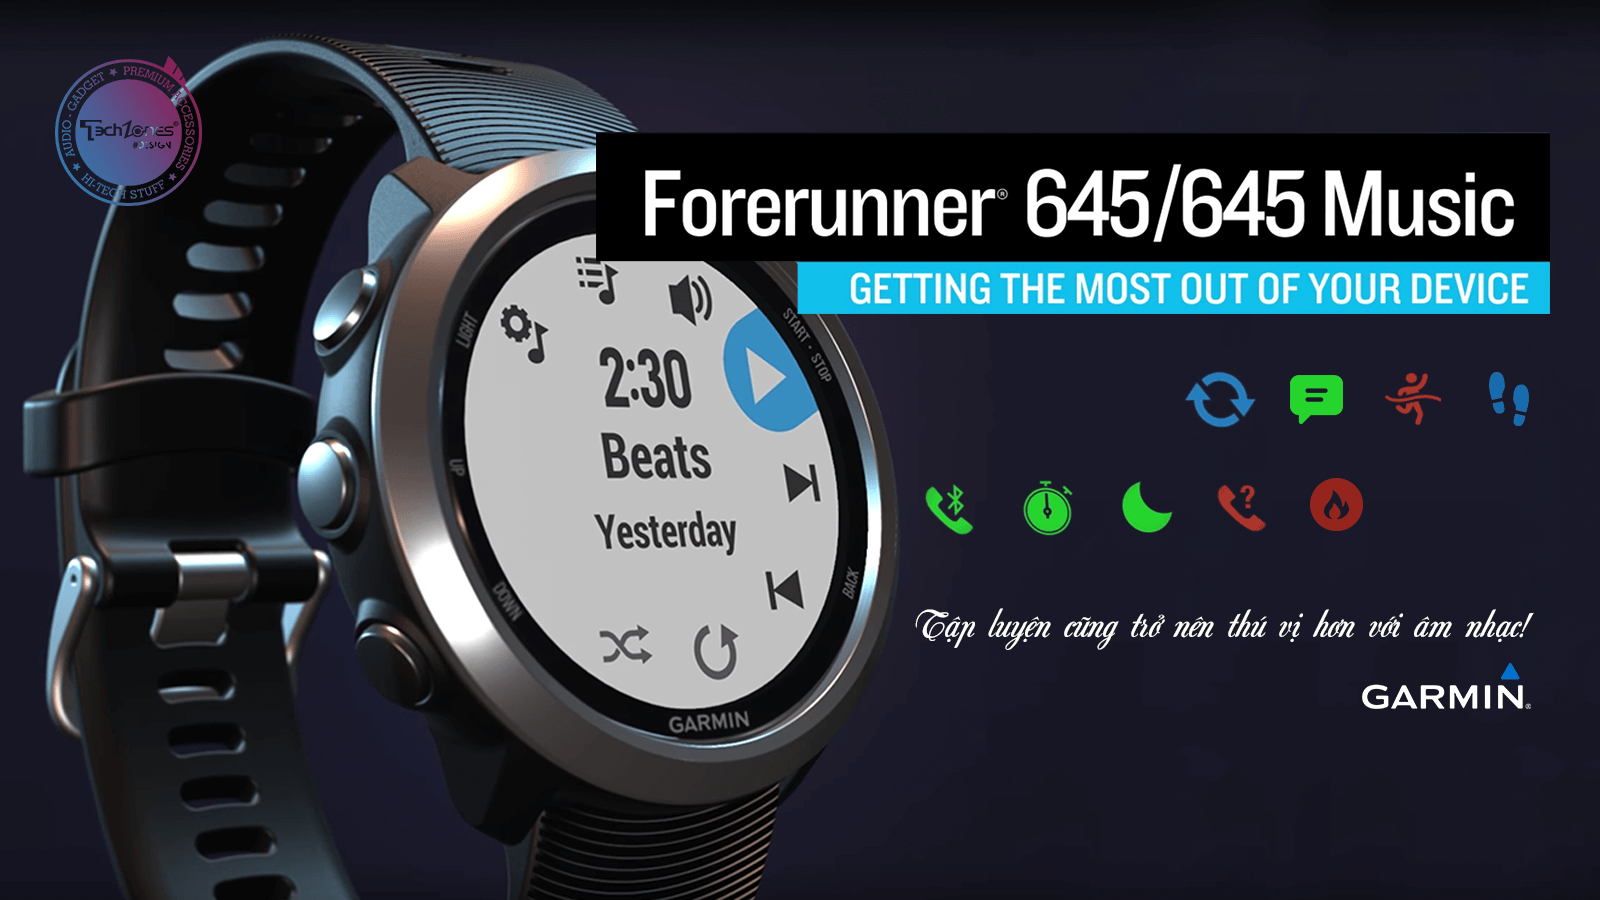 AUDIO - GADGET ★ PREMIUM ACCESSORIES ★ HI-TECH STUFF ★
TechZones®
#DESIGN
Forerunner® 645/645 Music
GETTING THE MOST OUT OF YOUR DEVICE
LIGHT
START · STOP
2:30
Beats
UP
Yesterday
DOWN
BACK
GARMIN
Tập luyện cũng trở nên thú vị hơn với âm nhạc!
GARMIN®